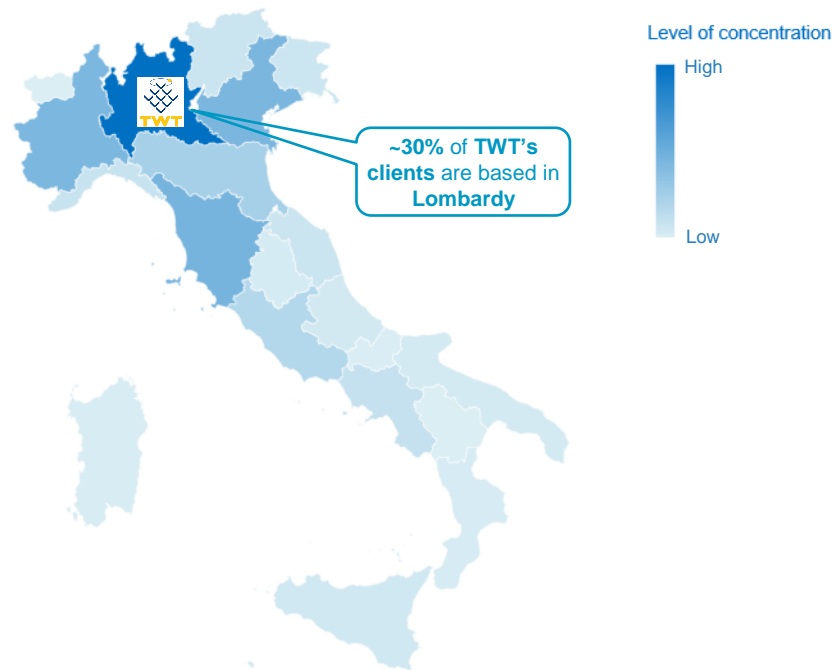 Level of concentration
High
TWT
~30% of TWT's
clients are based in
Lombardy
Low